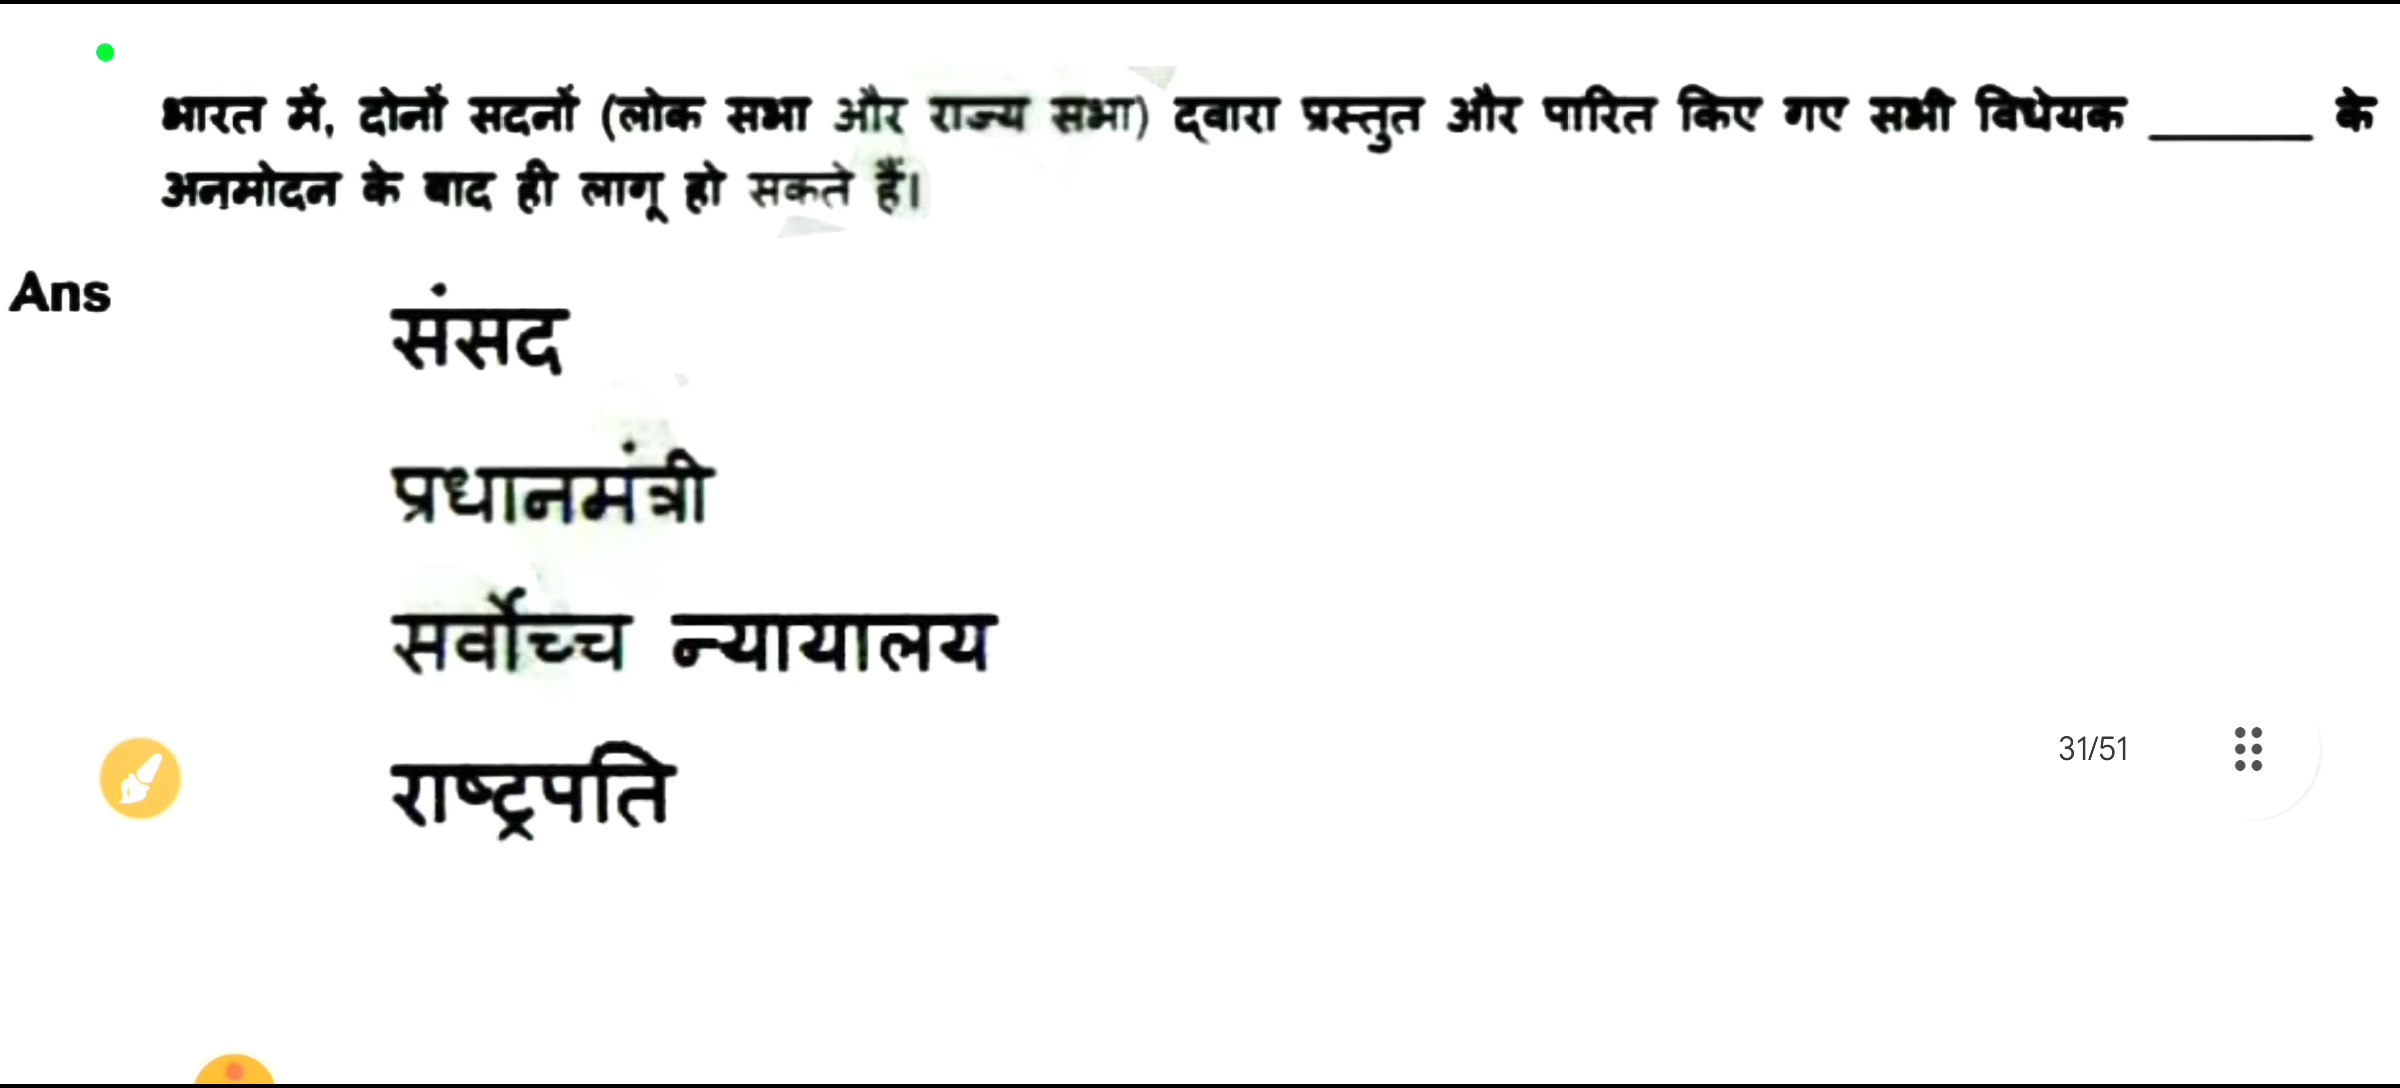 भारत में, दोनों सदनों (लोक सभा और राज्य सभा) द्वारा प्रस्तुत और पारित किए गए सभी विधेयक ______ के
अनमोदन के बाद ही लागू हो सकते हैं।
Ans
संसद
प्रधानमंत्री
सर्वोच्च न्यायालय
31/51
राष्ट्रपति